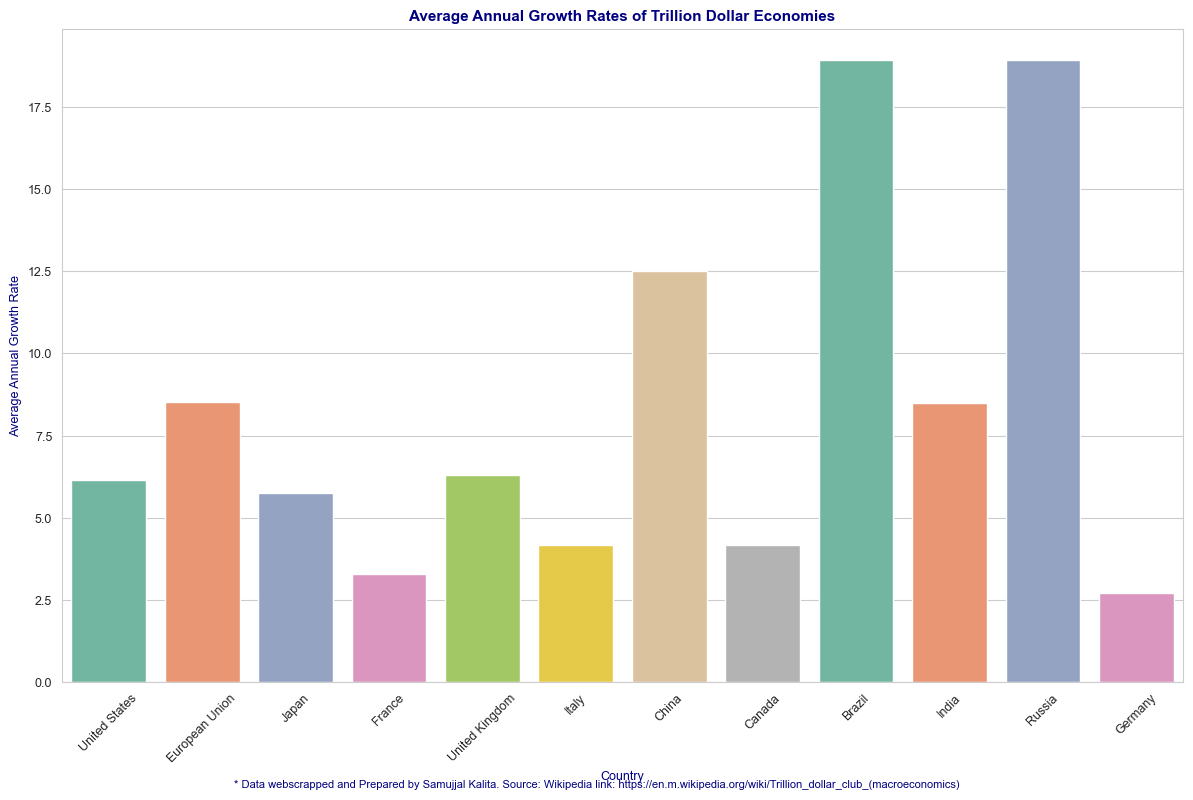 Average Annual Growth Rates of Trillion Dollar Economies
Average Annual Growth Rate
17.5
15.0
12.5
10.0
7.5
5.0
2.5
0.0
United States
European Union
Japan
France
United Kingdom
Italy
China
Canada
Brazil
India
Russia
Germany
Country
* Data webscrapped and Prepared by Samujjal Kalita. Source: Wikipedia link: https://en.m.wikipedia.org/wiki/Trillion_dollar_club_(macroeconomics)